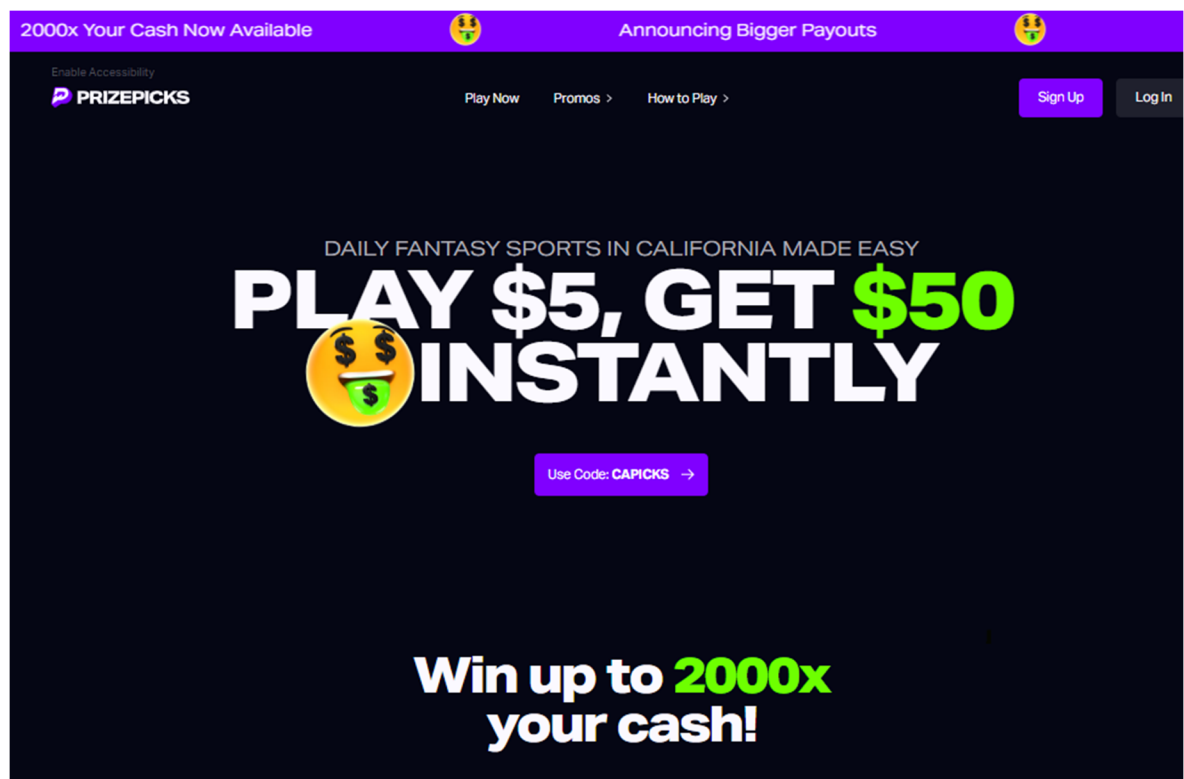 2000x Your Cash Now Available
Announcing Bigger Payouts
Enable Accessibility
PRIZEPICKS
Play Now
Promos
How to Play
Sign Up
Log In
DAILY FANTASY SPORTS IN CALIFORNIA MADE EASY
PLAY $5, GET $50
INSTANTLY
Use Code: CAPICKS
Win up to 2000x
your cash!